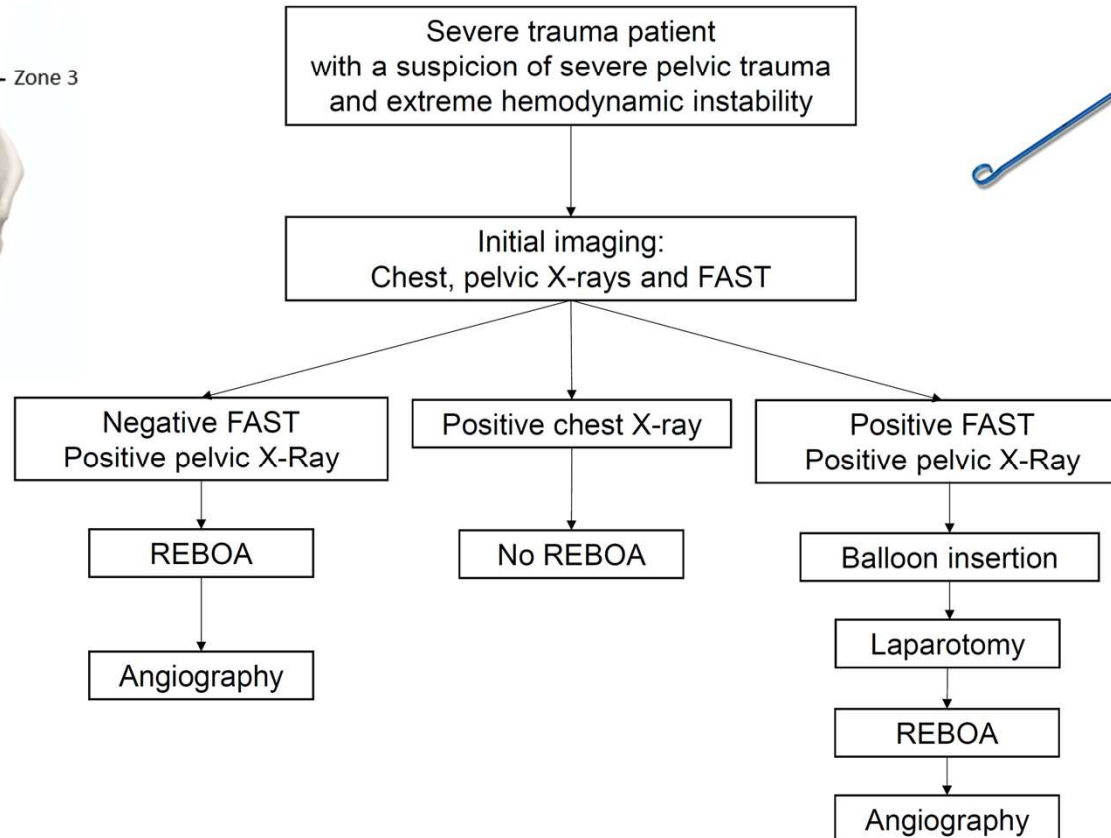 Zone 3
Severe trauma patient
with a suspicion of severe pelvic trauma
and extreme hemodynamic instability
Initial imaging:
Chest, pelvic X-rays and FAST
Negative FAST
Positive pelvic X-Ray
Positive chest X-ray
Positive FAST
Positive pelvic X-Ray
REBOA
No REBOA
Balloon insertion
Laparotomy
Angiography
REBOA
Angiography